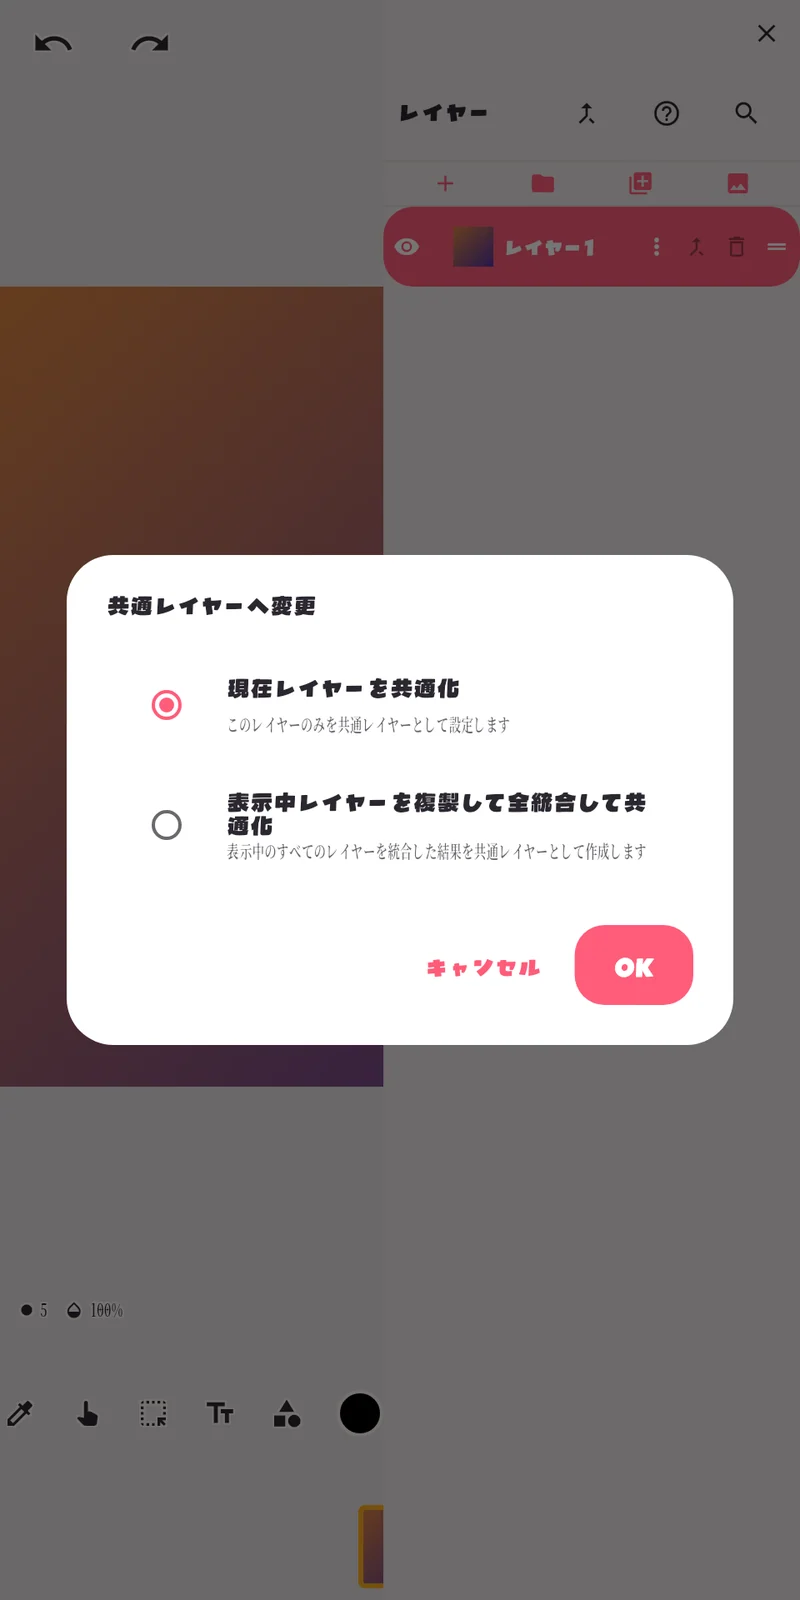 レイヤー
レイヤー1
共通レイヤーへ変更
現在レイヤーを共通化
このレイヤーのみを共通レイヤーとして設定します
表示中レイヤーを複製して全統合して共
通化
表示中のすべてのレイヤーを統合した結果を共通レイヤーとして作成します
キャンセル
OK
5
100%
Tт